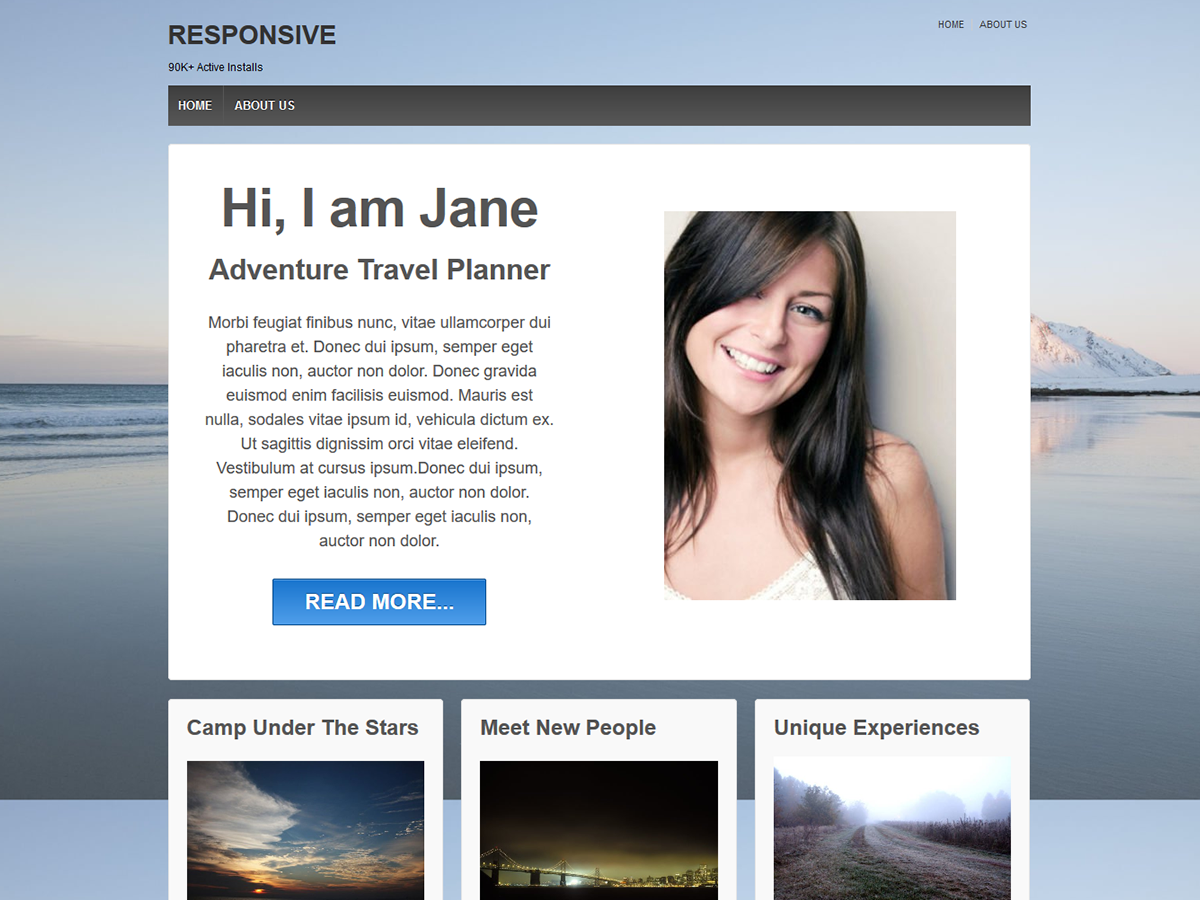 RESPONSIVE
HOME ABOUT US
90K+ Active Installs
HOME ABOUT US
Hi, I am Jane
Adventure Travel Planner
Morbi feugiat finibus nunc, vitae ullamcorper dui
pharetra et. Donec dui ipsum, semper eget
iaculis non, auctor non dolor. Donec gravida
euismod enim facilisis euismod. Mauris est
nulla, sodales vitae ipsum id, vehicula dictum ex.
Ut sagittis dignissim orci vitae eleifend.
Vestibulum at cursus ipsum.Donec dui ipsum,
semper eget iaculis non, auctor non dolor.
Donec dui ipsum, semper eget iaculis non,
auctor non dolor.
READ MORE...
Camp Under The Stars
Meet New People
Unique Experiences